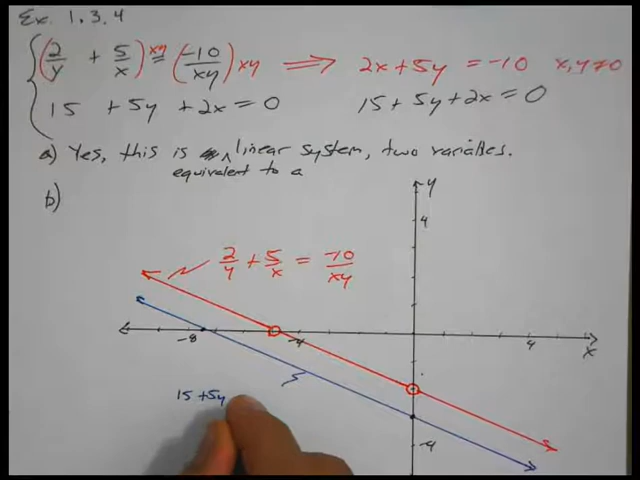 Ex. 1.3.4
(2/y + 5/x) xy = (-10/xy) xy ⟹ 2x + 5y = -10 x,y≠0
15 + 5y + 2x = 0 15 + 5y + 2x = 0
a) Yes, this is ^ linear system, two variables.
equivalent to a
b)
y
4
2/y + 5/x = -10/xy
-8
-4
4
x
15 + 5y
-4